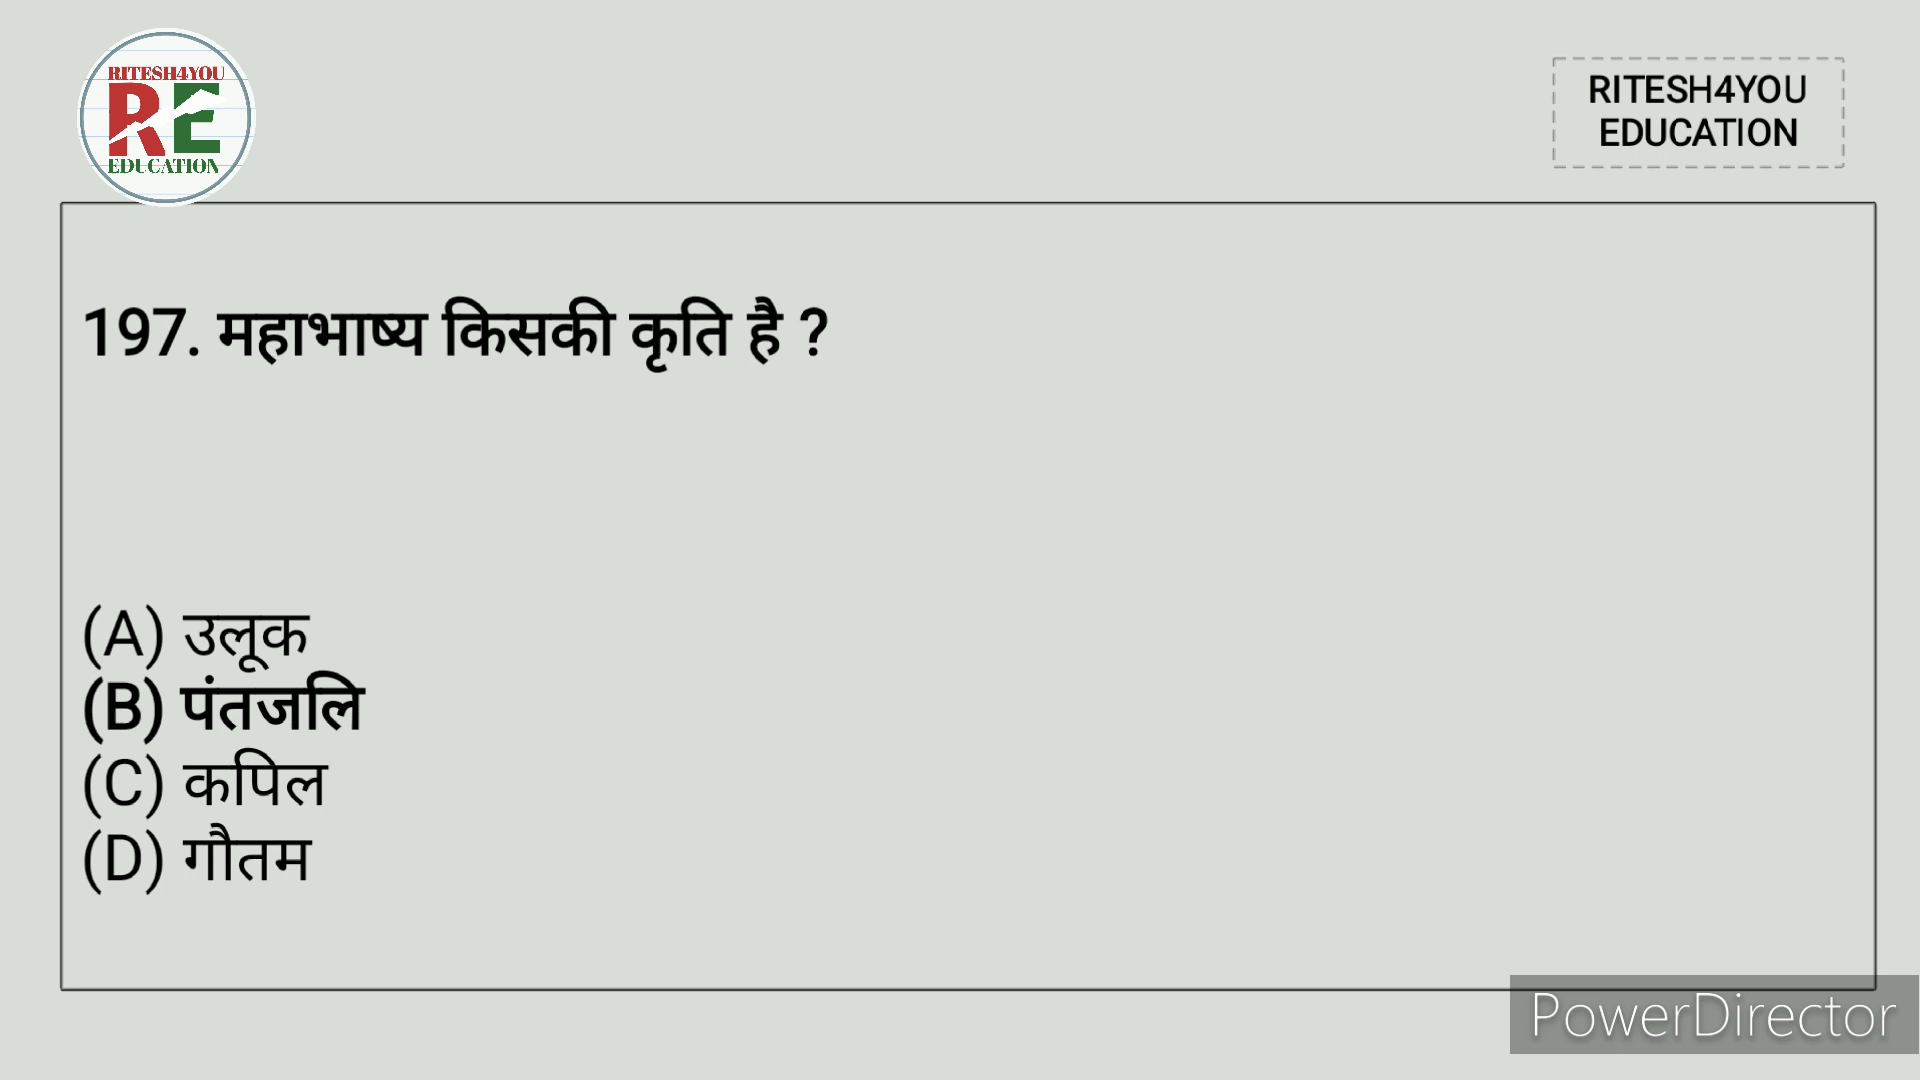 RITESH4YOU
RE
EDUCATION
RITESH4YOU
EDUCATION
197. महाभाष्य किसकी कृति है ?
(A) उलूक
(B) पंतजलि
(C) कपिल
(D) गौतम
PowerDirector